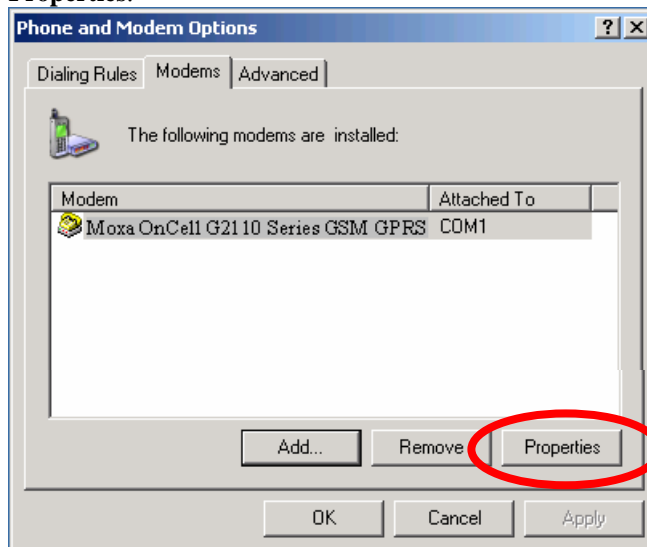 Properties.
Phone and Modem Options
Dialing Rules Modems Advanced
The following modems are installed:
Modem Attached To
Moxa OnCell G2110 Series GSM GPRS COM1
Add... Remove Properties
OK Cancel Apply